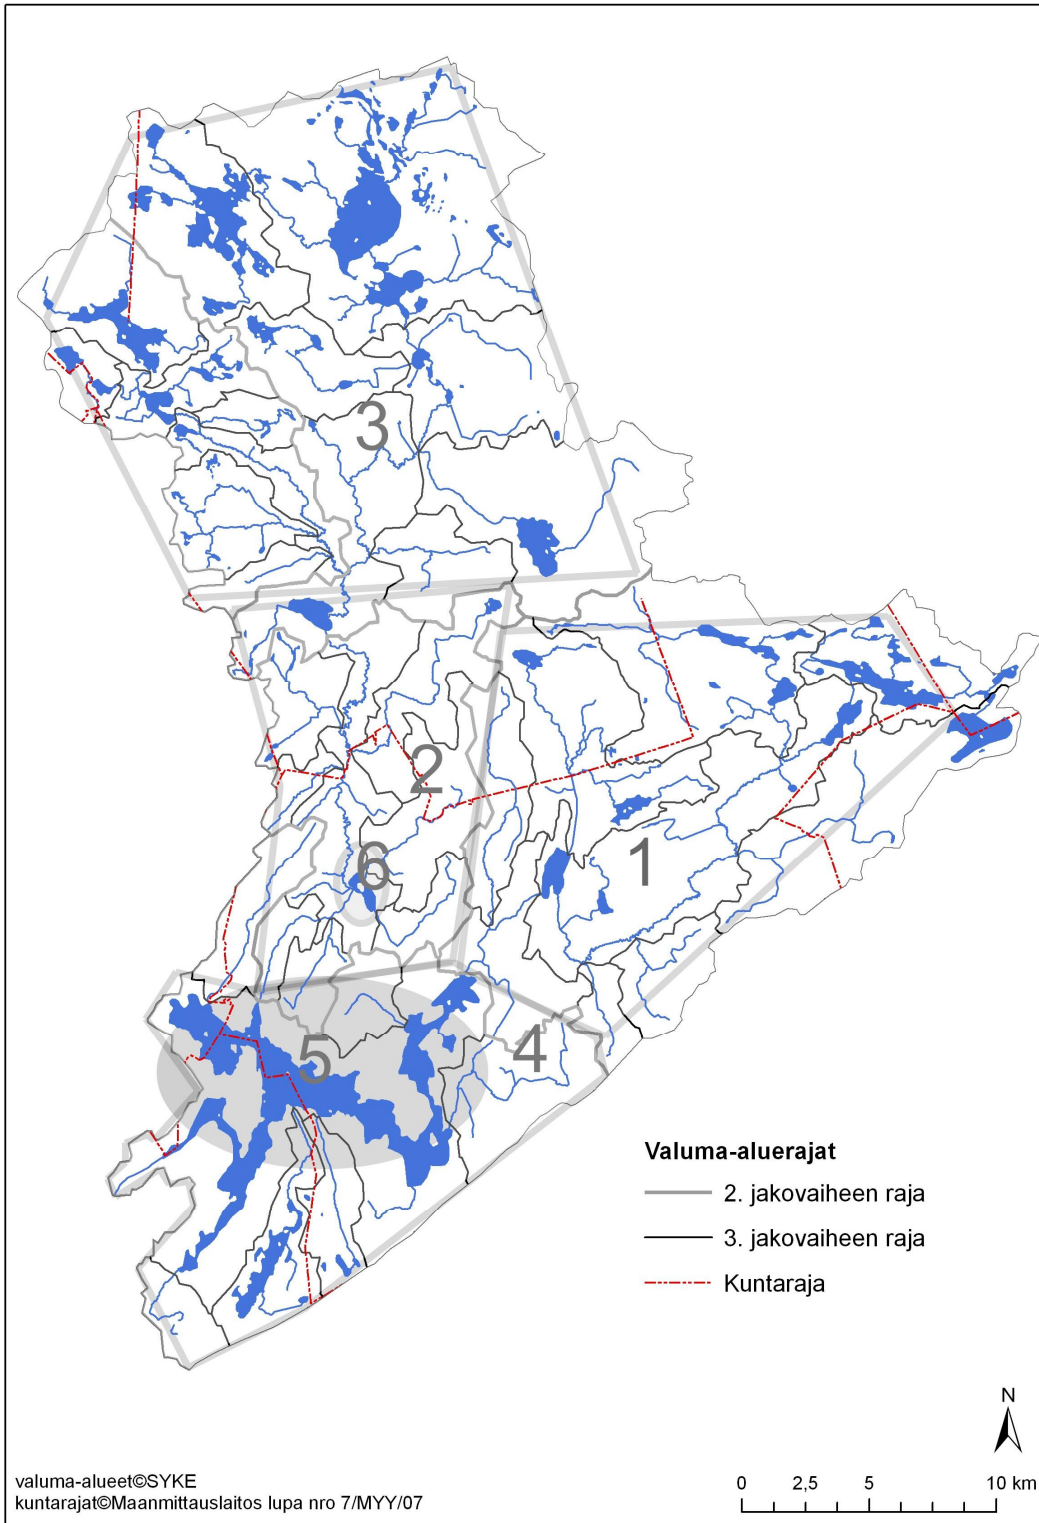 3
2
6
1
5
4
Valuma-aluerajat
2. jakovaiheen raja
3. jakovaiheen raja
Kuntaraja
N
0 2,5 5 10 km
valuma-alueet©SYKE
kuntarajat©Maanmittauslaitos lupa nro 7/MYY/07